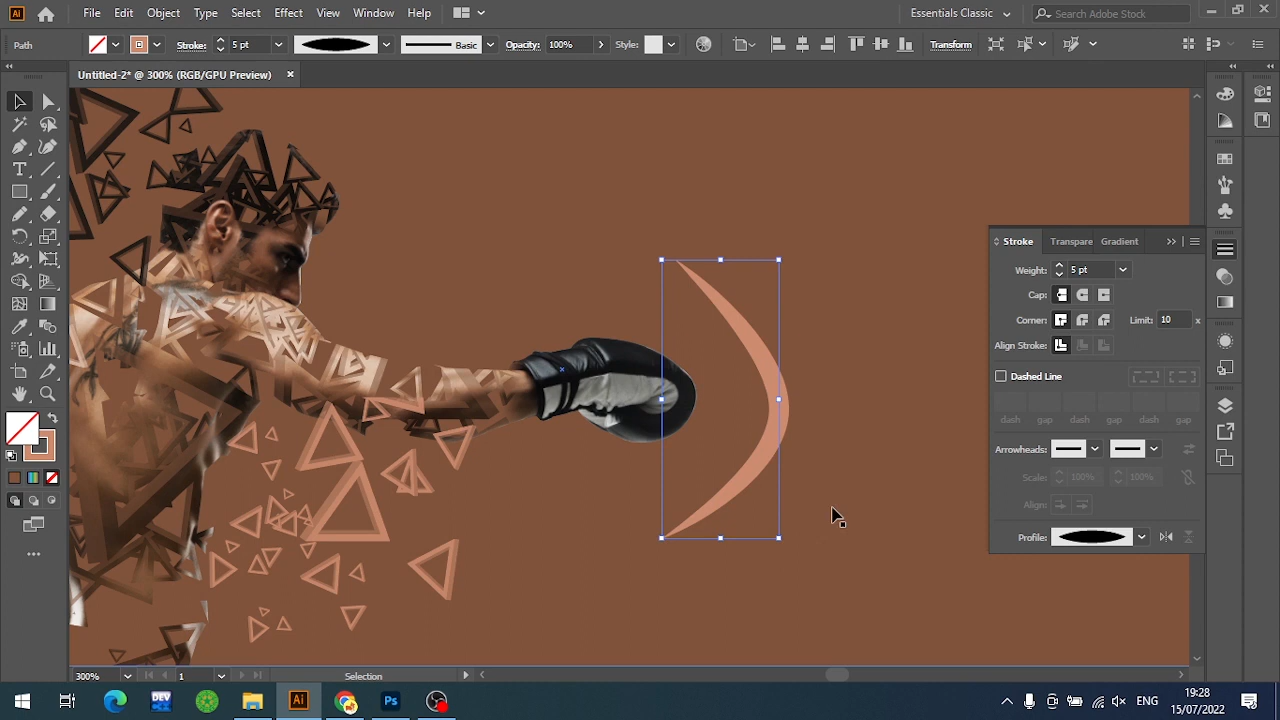 Ai
File Edit Object Type Select Effect View Window Help
Essentials Classic
Search Adobe Stock
Path
Stroke: 5 pt
Basic
Opacity: 100%
Style:
Transform
Untitled-2* @ 300% (RGB/GPU Preview)
Stroke Transpare Gradient
Weight: 5 pt
Cap:
Corner: Limit: 10 x
Align Stroke:
Dashed Line
dash gap dash gap dash gap
Arrowheads:
Scale: 100% 100%
Align:
Profile:
300% 1 Selection
DEV Ai Ps
ENG
19:28
15/07/2022